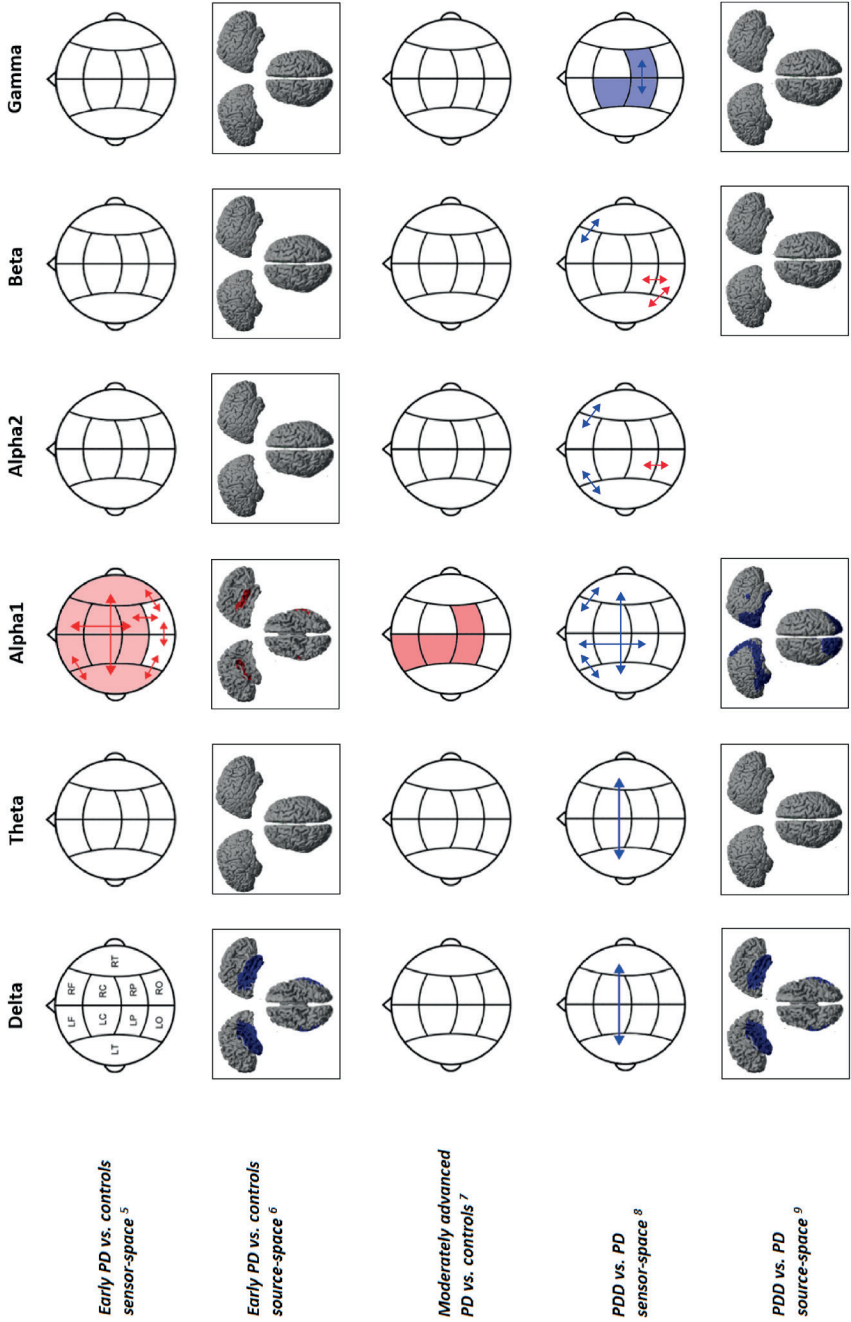 Delta Theta Alpha1 Alpha2 Beta Gamma
Early PD vs. controls
sensor-space 5
LF RF
LT LC RC RT
LP RP
LO RO
Early PD vs. controls
source-space 6
Moderately advanced
PD vs. controls 7
PDD vs. PD
sensor-space 8
PDD vs. PD
source-space 9